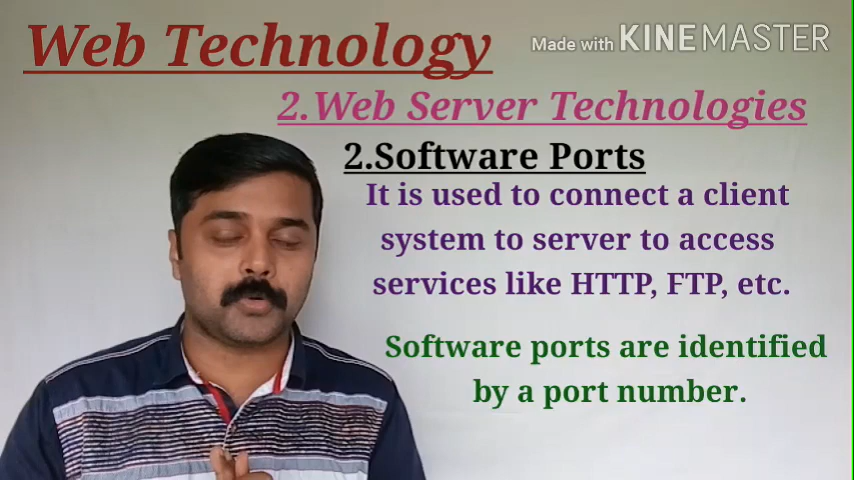 Web Technology
Made with KINEMASTER
2.Web Server Technologies
2.Software Ports
It is used to connect a client
system to server to access
services like HTTP, FTP, etc.
Software ports are identified
by a port number.